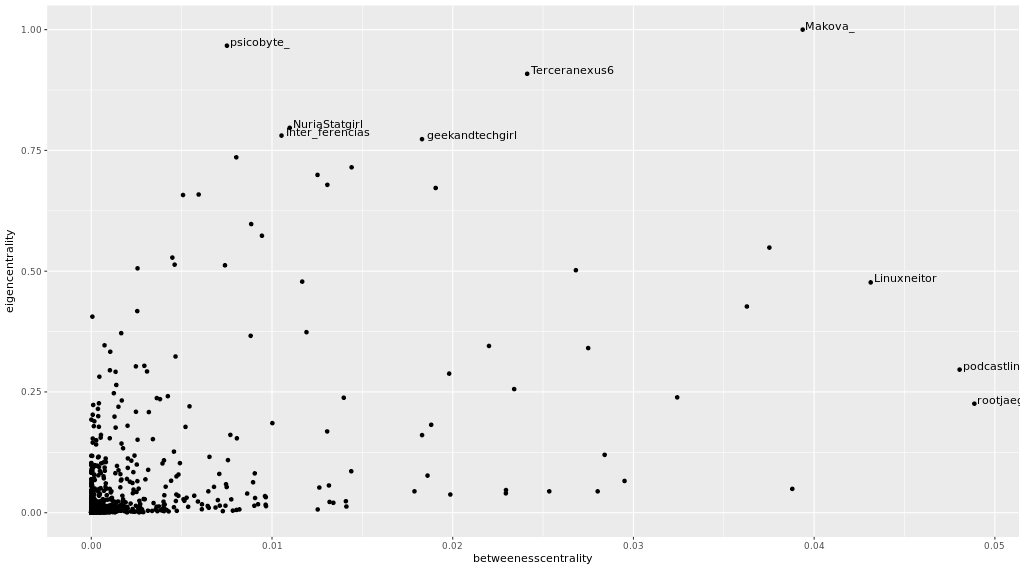 1.00
0.75
0.50
0.25
0.00
eigencentrality
Makova_
psicobyte_
Terceranexus6
NuriaStatgirl
Inter_ferencias
geekandtechgirl
Linuxneitor
podcastlin
rootjaeg
0.00 0.01 0.02 0.03 0.04 0.05
betweenesscentrality